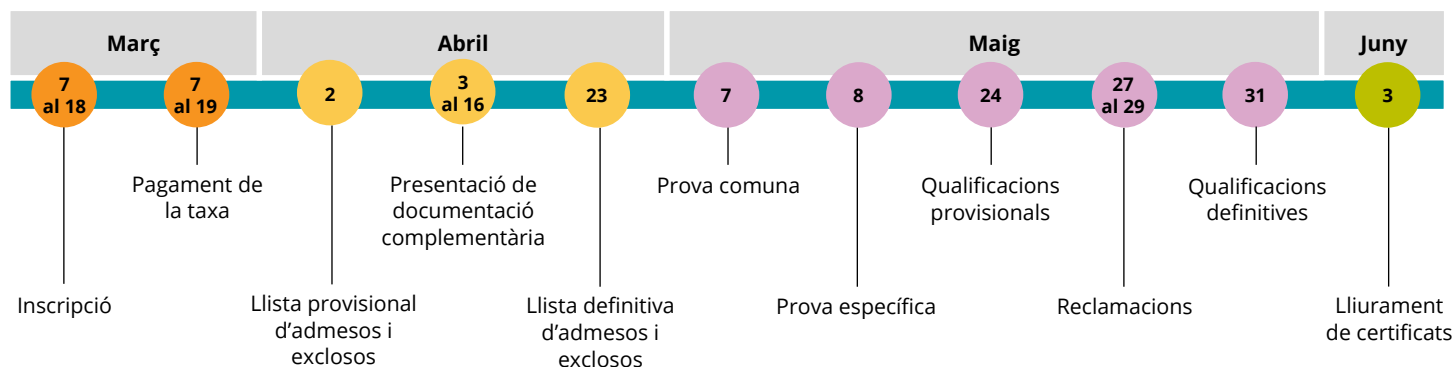 Març
Abril
Maig
Juny
7
al 18
7
al 19
2
3
al 16
23
7
8
24
27
al 29
31
3
Pagament de
la taxa
Presentació de
documentació
complementària
Prova comuna
Qualificacions
provisionals
Qualificacions
definitives
Inscripció
Llista provisional
d’admesos i
exclosos
Llista definitiva
d’admesos i
exclosos
Prova específica
Reclamacions
Lliurament
de certificats